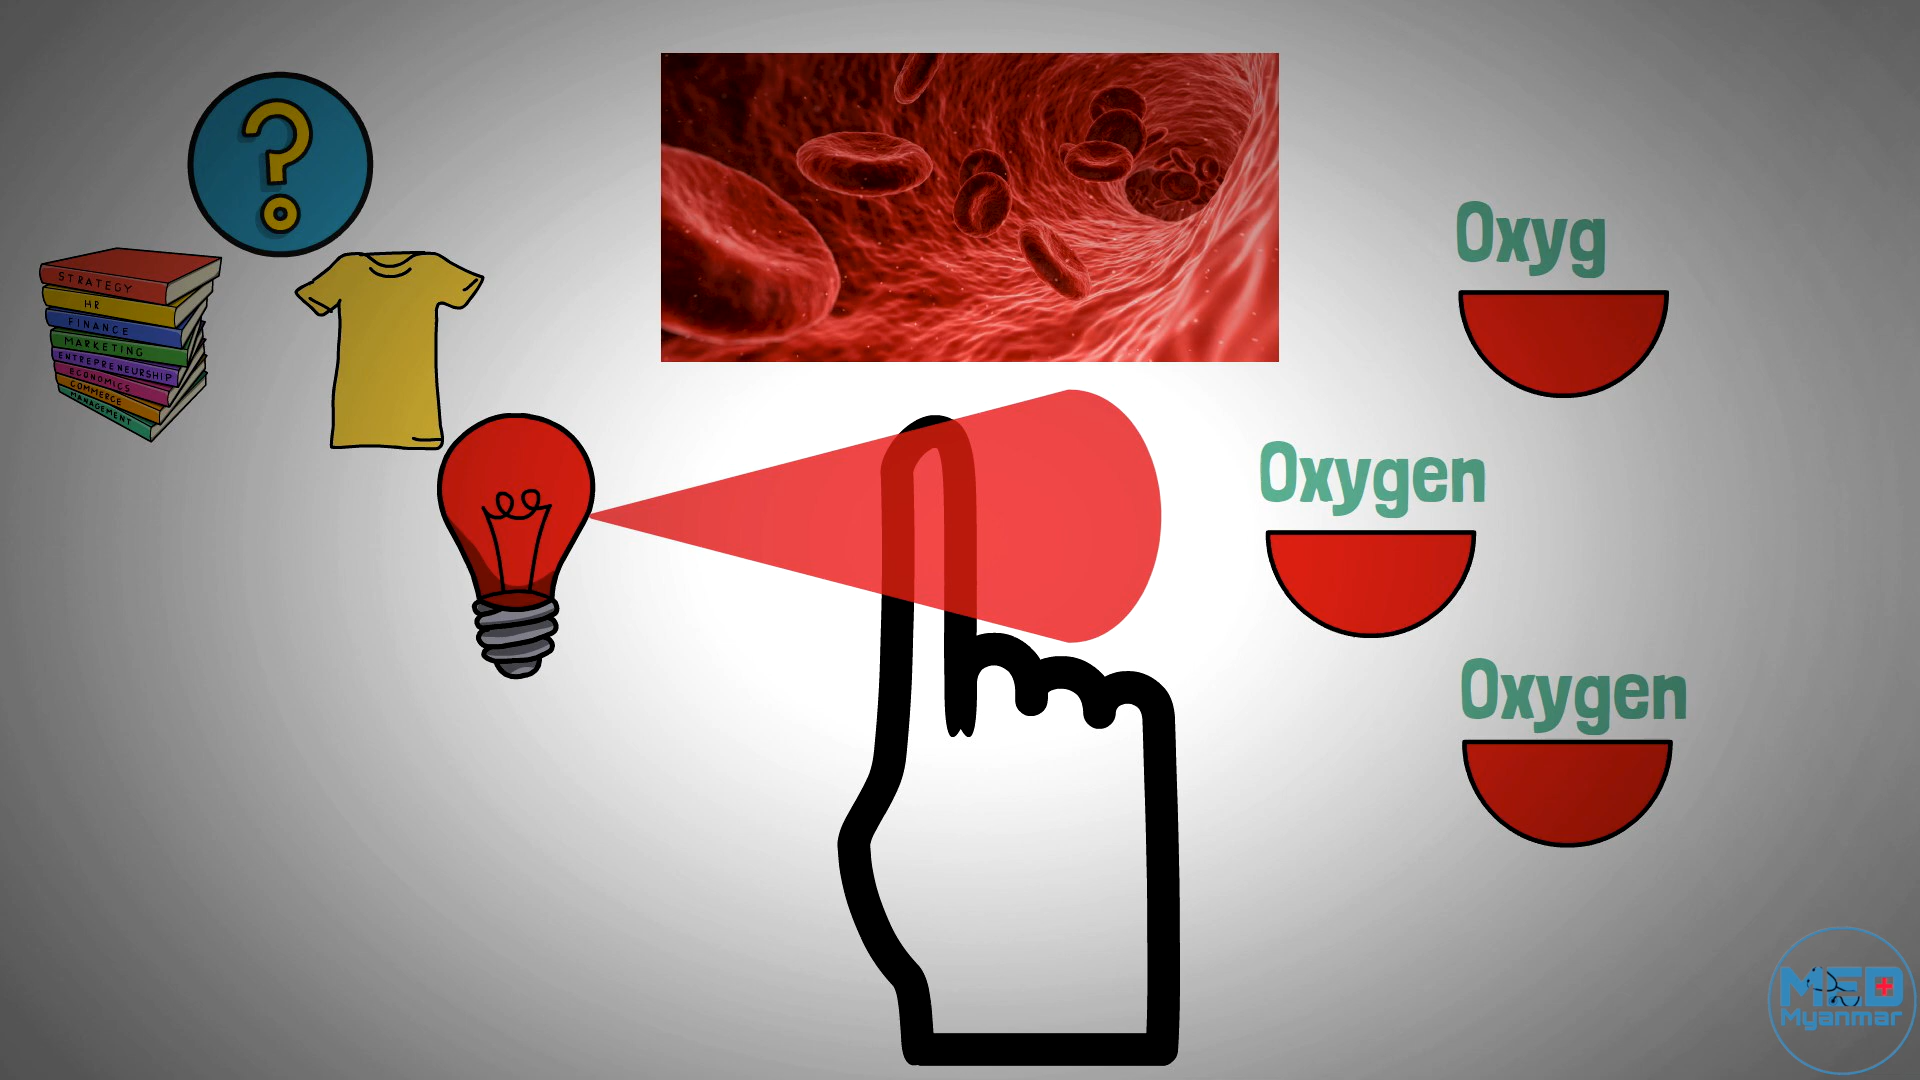 ?
STRATEGY
HR
FINANCE
MARKETING
ENTREPRENEURSHIP
ECONOMICS
COMMERCE
MANAGEMENT
Oxyg
Oxygen
Oxygen
MED
Myanmar